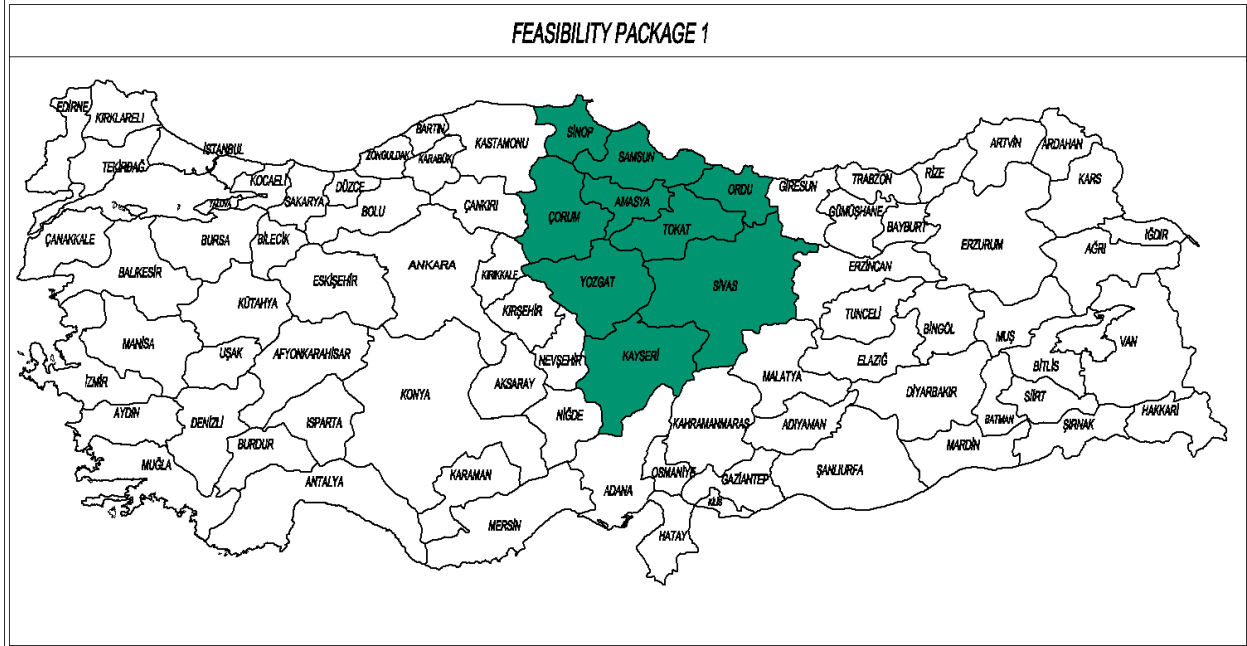 FEASIBILITY PACKAGE 1
EDİRNE
KIRKLARELİ
TEKİRDAĞ
İSTANBUL
KOCAELİ
YALOVA
SAKARYA
DÜZCE
ZONGULDAK
BARTIN
KARABÜK
KASTAMONU
SİNOP
SAMSUN
ORDU
GİRESUN
TRABZON
RİZE
ARTVİN
ARDAHAN
KARS
ÇANAKKALE
BALIKESİR
BURSA
BİLECİK
BOLU
ÇANKIRI
ÇORUM
AMASYA
TOKAT
GÜMÜŞHANE
BAYBURT
ERZURUM
AĞRI
IĞDIR
ESKİŞEHİR
ANKARA
KIRIKKALE
YOZGAT
SİVAS
ERZİNCAN
KÜTAHYA
KIRŞEHİR
TUNCELİ
BİNGÖL
MUŞ
VAN
MANİSA
UŞAK
AFYONKARAHİSAR
NEVŞEHİR
KAYSERİ
MALATYA
ELAZIĞ
BİTLİS
İZMİR
AYDIN
DENİZLİ
ISPARTA
KONYA
AKSARAY
NİĞDE
KAHRAMANMARAŞ
ADIYAMAN
DİYARBAKIR
BATMAN
SİİRT
ŞIRNAK
HAKKARİ
MUĞLA
BURDUR
ANTALYA
KARAMAN
MERSİN
ADANA
OSMANİYE
GAZİANTEP
KİLİS
ŞANLIURFA
MARDİN
HATAY